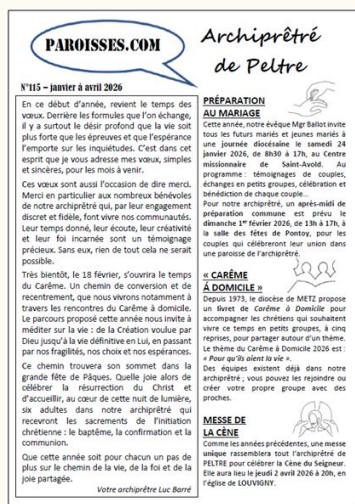 PAROISSES.COM
Archiprêtré
de Peltre
N°115 – janvier à avril 2026
En ce début d'année, revient le temps des
vœux. Derrière les formules que l'on échange,
il y a surtout le désir profond que la vie soit
plus forte que les épreuves et que l'espérance
l'emporte sur les inquiétudes. C'est dans cet
esprit que je vous adresse mes vœux, simples
et sincères, pour les mois à venir.
Ces vœux sont aussi l'occasion de dire merci.
Merci en particulier aux nombreux bénévoles
de notre archiprêtré qui, par leur engagement
discret et fidèle, font vivre nos communautés.
Leur temps donné, leur écoute, leur créativité
et leur foi incarnée sont un témoignage
précieux. Sans eux, rien de tout cela ne serait
possible.
Très bientôt, le 18 février, s'ouvrira le temps
du Carême. Un chemin de conversion et de
recentrement, que nous vivrons notamment à
travers les rencontres du Carême à domicile.
Le parcours proposé cette année nous invite à
méditer sur la vie : de la Création voulue par
Dieu jusqu'à la vie définitive en Lui, en passant
par nos fragilités, nos choix et nos espérances.
Ce chemin trouvera son sommet dans la
grande fête de Pâques. Quelle joie alors de
célébrer la résurrection du Christ et
d'accueillir, au cœur de cette nuit de lumière,
six adultes dans notre archiprêtré qui
recevront les sacrements de l'initiation
chrétienne : le baptême, la confirmation et la
communion.
Que cette année soit pour chacun un pas de
plus sur le chemin de la vie, de la foi et de la
joie partagée.
Votre archiprêtre Luc Barré
PRÉPARATION
AU MARIAGE
Cette année, notre évêque Mgr Ballot invite
tous les futurs mariés et jeunes mariés à
une journée diocésaine le samedi 24
janvier 2026, de 8h30 à 17h, au Centre
missionnaire de Saint-Avold. Au
programme : témoignages de couples,
échanges en petits groupes, célébration et
bénédiction de chaque couple...
Pour notre archiprêtré, un après-midi de
préparation commune est prévu le
dimanche 1er février 2026, de 13h à 17h, à
la salle des fêtes de Pontoy, pour les
couples qui célébreront leur union dans
une paroisse de l'archiprêtré.
« CARÊME
À DOMICILE »
Depuis 1973, le diocèse de METZ propose
un livret de Carême à Domicile pour
accompagner les chrétiens qui souhaitent
vivre ce temps en petits groupes, à cinq
reprises, pour partager autour d'un thème.
Le thème du Carême à Domicile 2026 est :
« Pour qu'ils aient la vie ».
Des équipes existent déjà dans notre
archiprêtré ; vous pouvez les rejoindre ou
créer votre propre groupe avec des
proches.
MESSE DE
LA CÈNE
Comme les années précédentes, une messe
unique rassemblera tout l'archiprêtré de
PELTRE pour célébrer la Cène du Seigneur.
Elle aura lieu le jeudi 2 avril 2026 à 20h, en
l'église de LOUVIGNY.